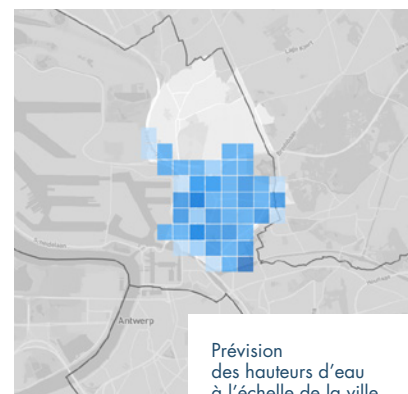 Antwerp
Prévision
des hauteurs d’eau
à l’échelle de la ville